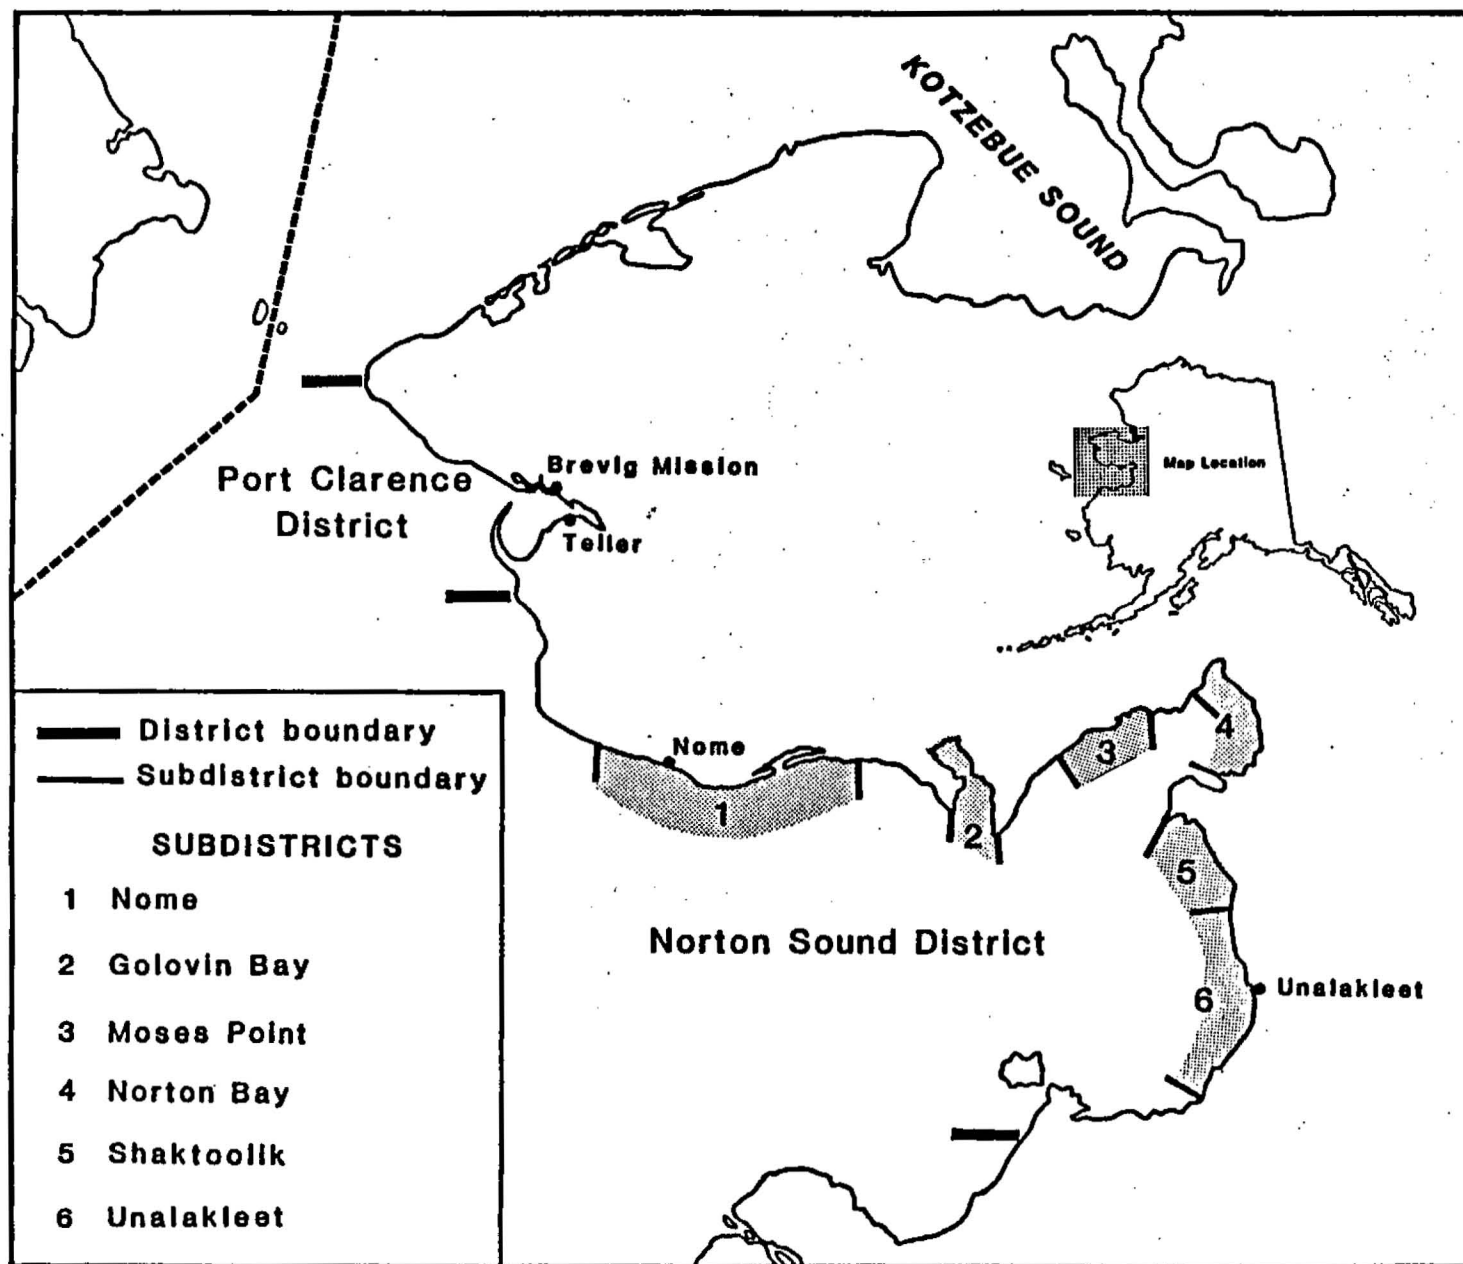 KOTZEBUE SOUND
Map Location
Brevig Mission
Port Clarence
District
Teller
Nome
1
2
3
4
5
6
Norton Sound District
Unalakleet
District boundary
Subdistrict boundary
SUBDISTRICTS
1 Nome
2 Golovin Bay
3 Moses Point
4 Norton Bay
5 Shaktoolik
6 Unalakleet